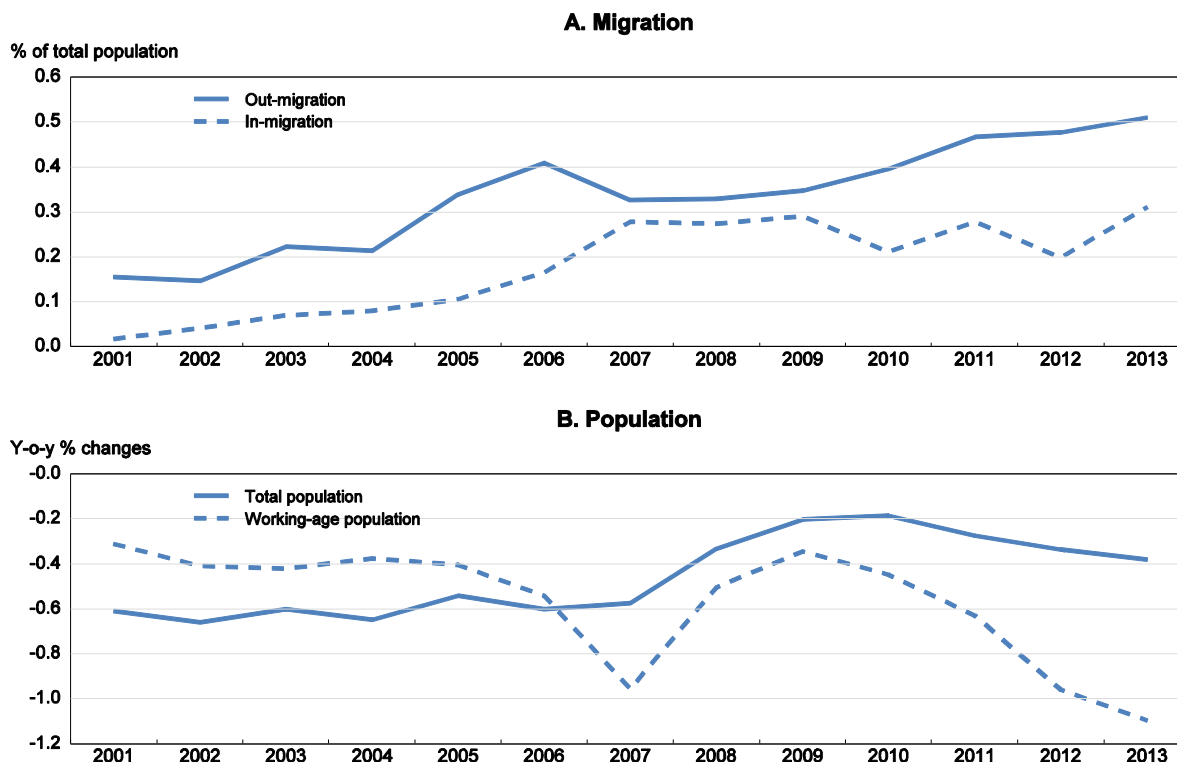 A. Migration
% of total population
0.6
Out-migration
In-migration
0.5
0.4
0.3
0.2
0.1
0.0
2001 2002 2003 2004 2005 2006 2007 2008 2009 2010 2011 2012 2013
B. Population
Y-o-y % changes
-0.0
Total population
Working-age population
-0.2
-0.4
-0.6
-0.8
-1.0
-1.2
2001 2002 2003 2004 2005 2006 2007 2008 2009 2010 2011 2012 2013